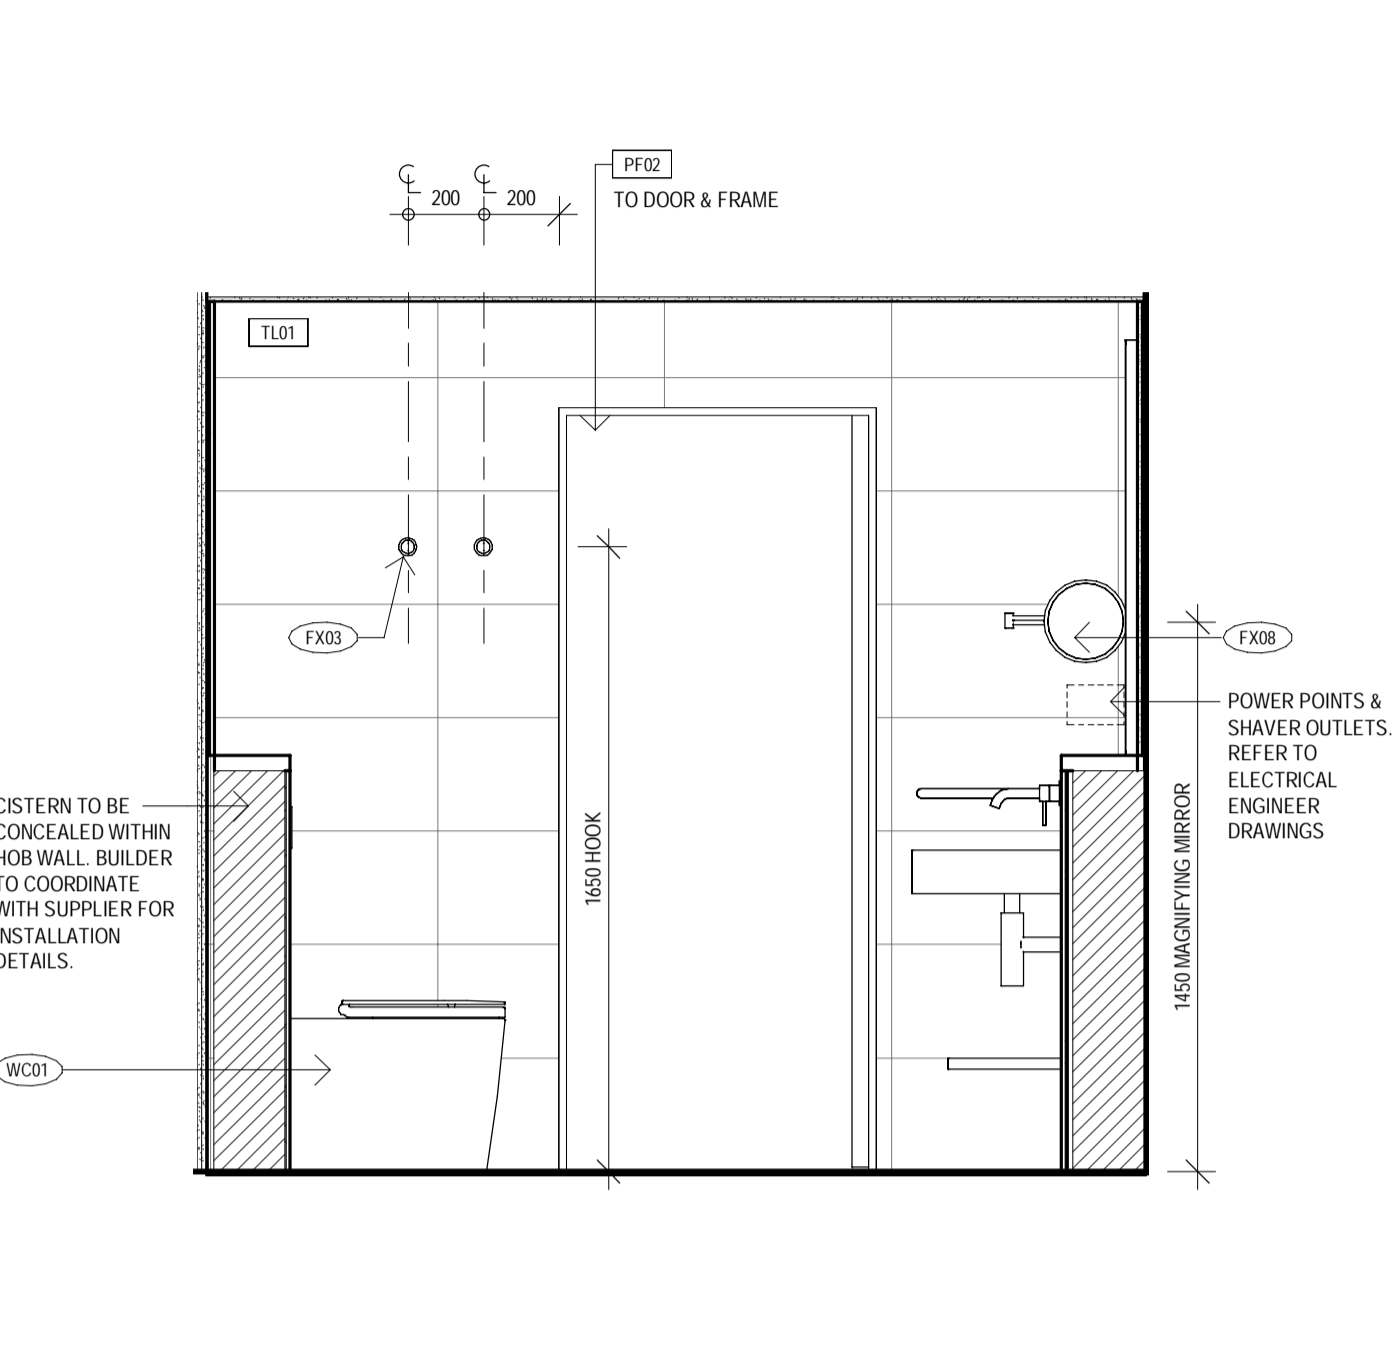 200
200
PF02
TO DOOR & FRAME
TL01
FX03
FX08
POWER POINTS &
SHAVER OUTLETS.
REFER TO
ELECTRICAL
ENGINEER
DRAWINGS
1650 HOOK
1450 MAGNIFYING MIRROR
CISTERN TO BE
CONCEALED WITHIN
HOB WALL. BUILDER
TO COORDINATE
WITH SUPPLIER FOR
INSTALLATION
DETAILS.
WC01